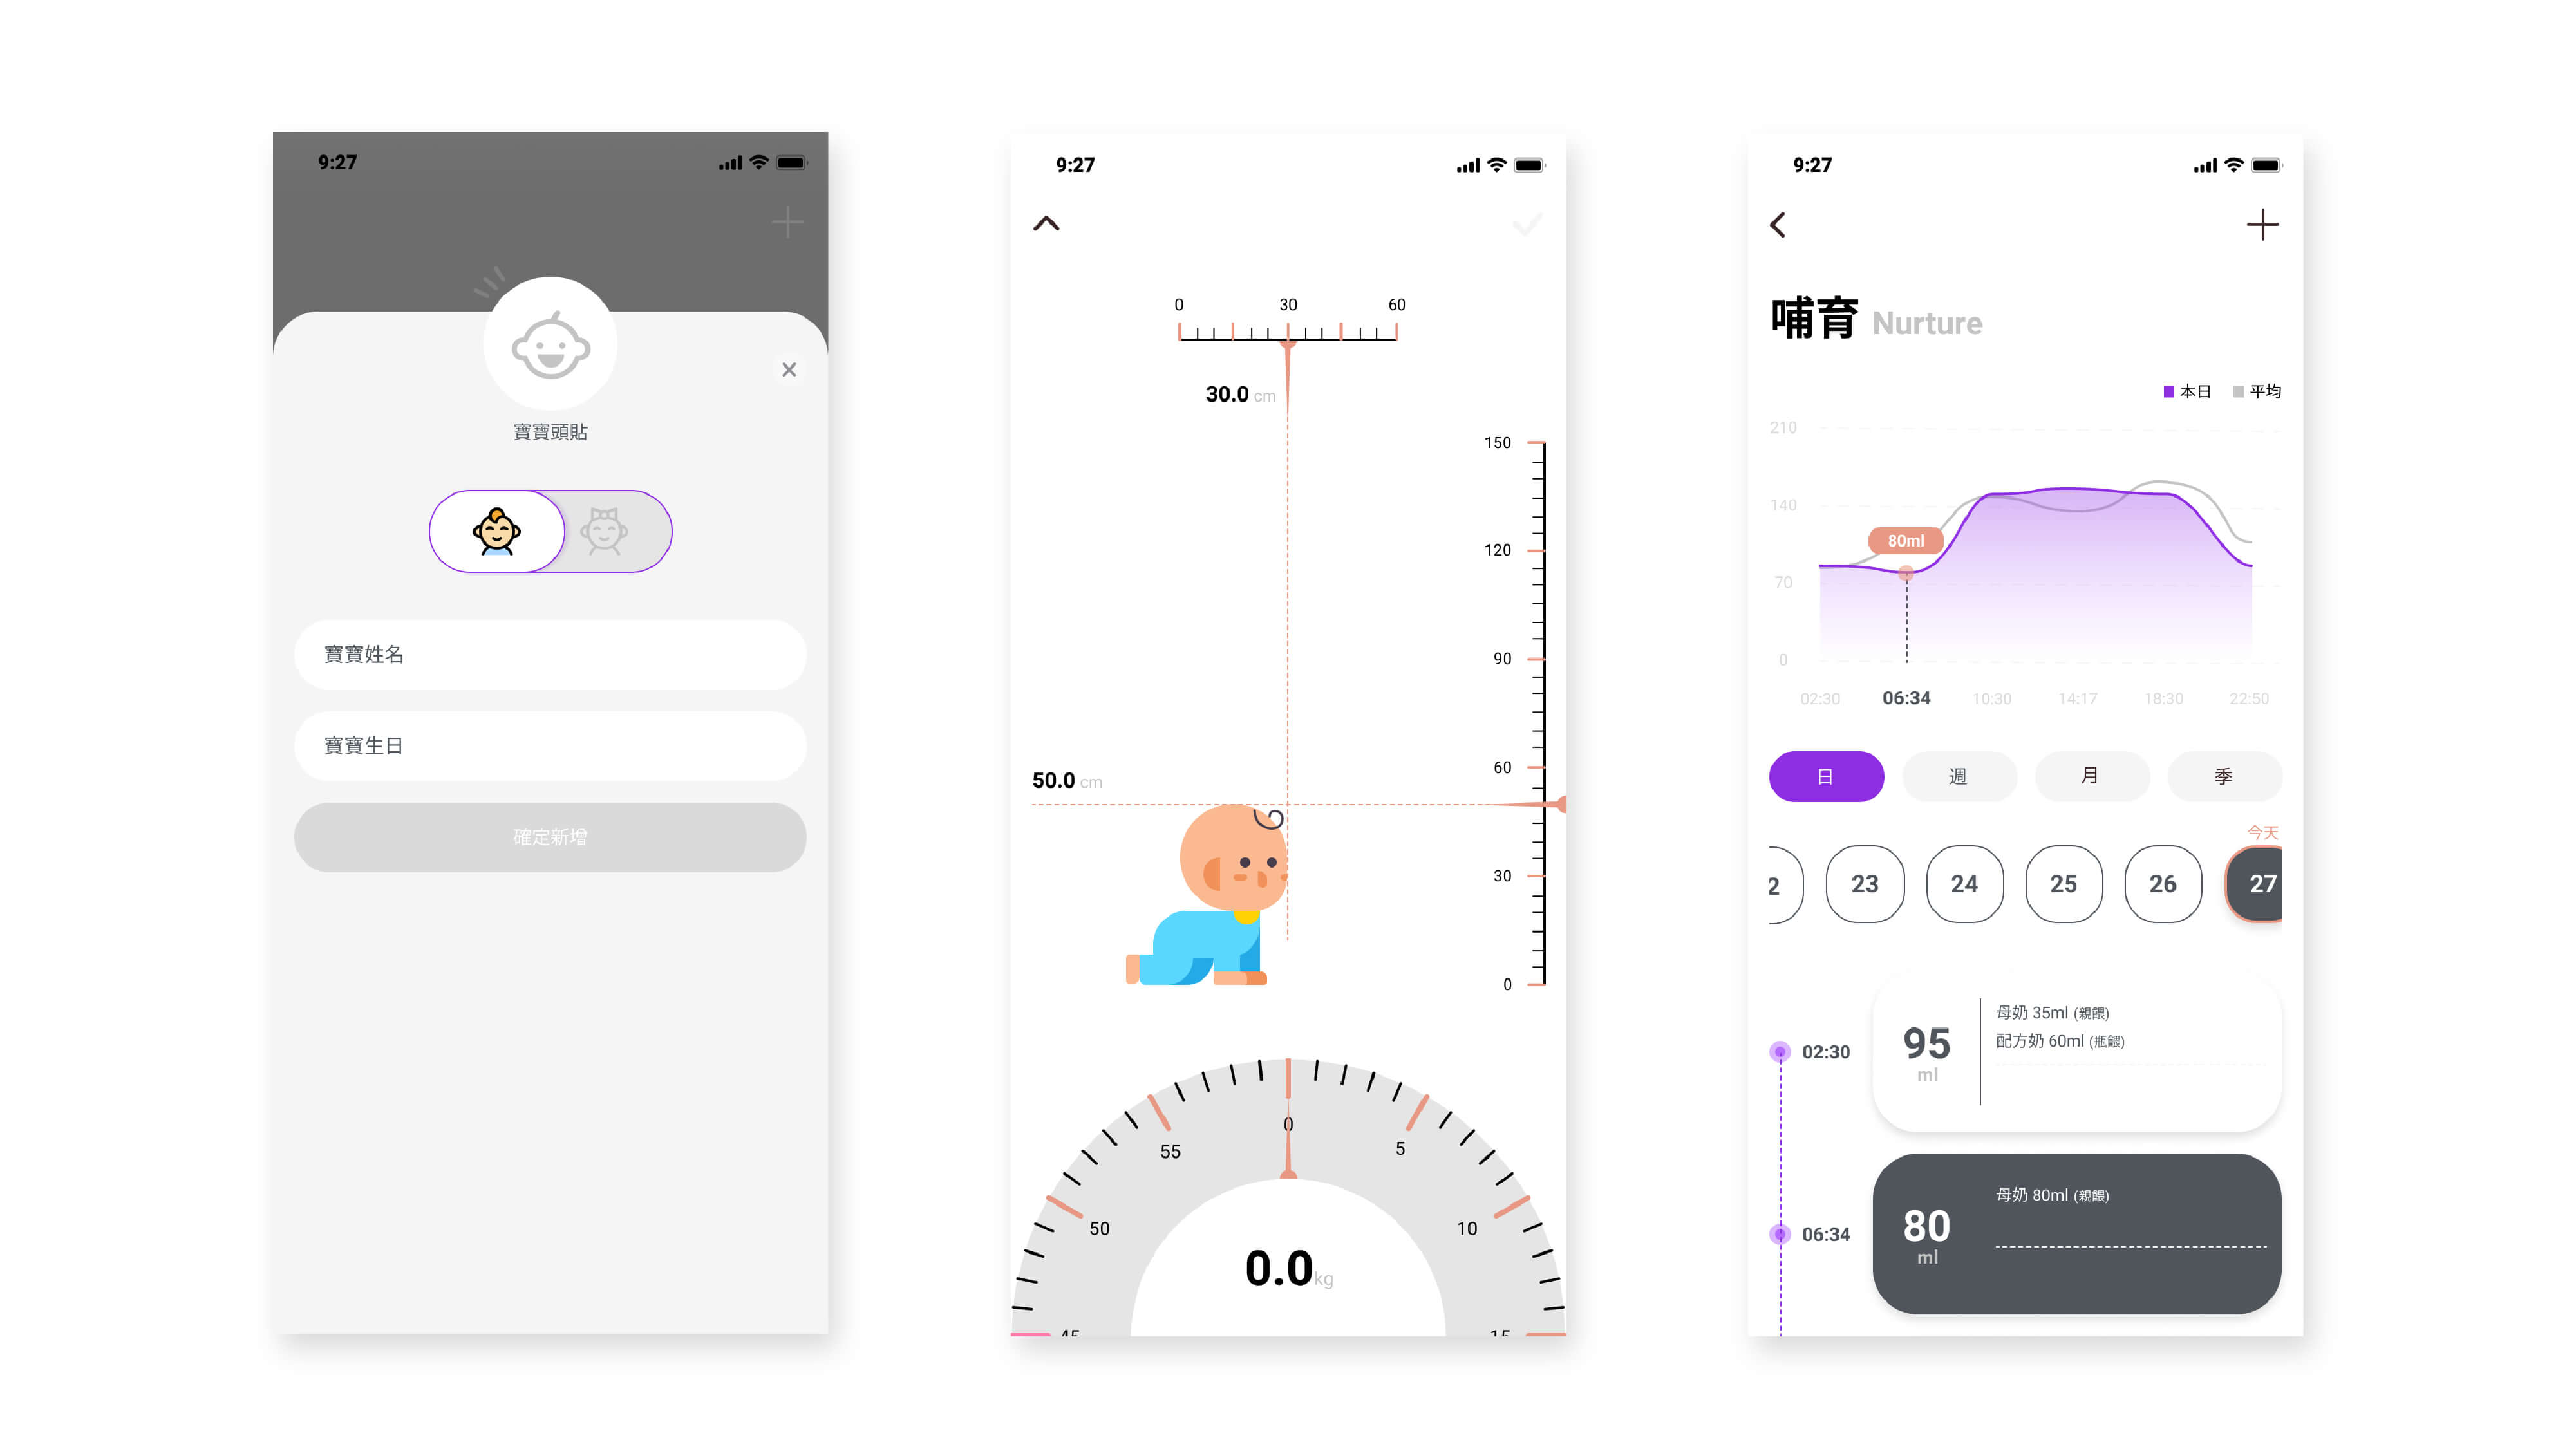 9:27
寶寶頭貼
寶寶姓名
寶寶生日
確定新增
9:27
0 30 60
30.0 cm
150
120
90
60
50.0 cm
30
0
0
55 5
50 10
0.0 kg
45 15
9:27
哺育 Nurture
本日 平均
210
140
80ml
70
0
02:30 06:34 10:30 14:17 18:30 22:50
日 週 月 季
今天
2 23 24 25 26 27
02:30
95 ml
母奶 35ml (親餵)
配方奶 60ml (瓶餵)
06:34
80 ml
母奶 80ml (親餵)